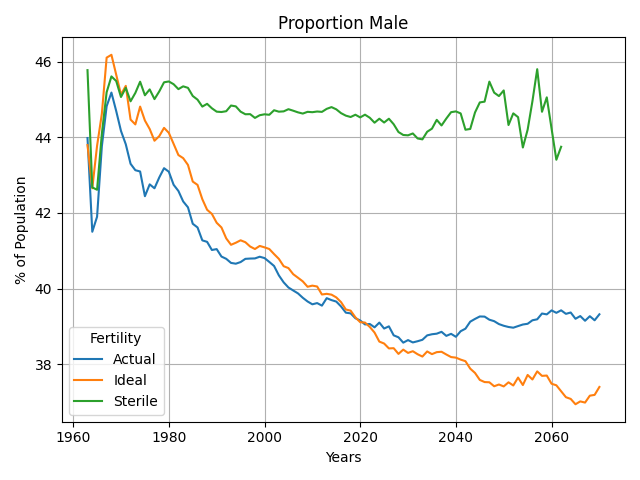 Proportion Male
% of Population
46
44
42
40
38
Fertility
Actual
Ideal
Sterile
1960
1980
2000
2020
2040
2060
Years